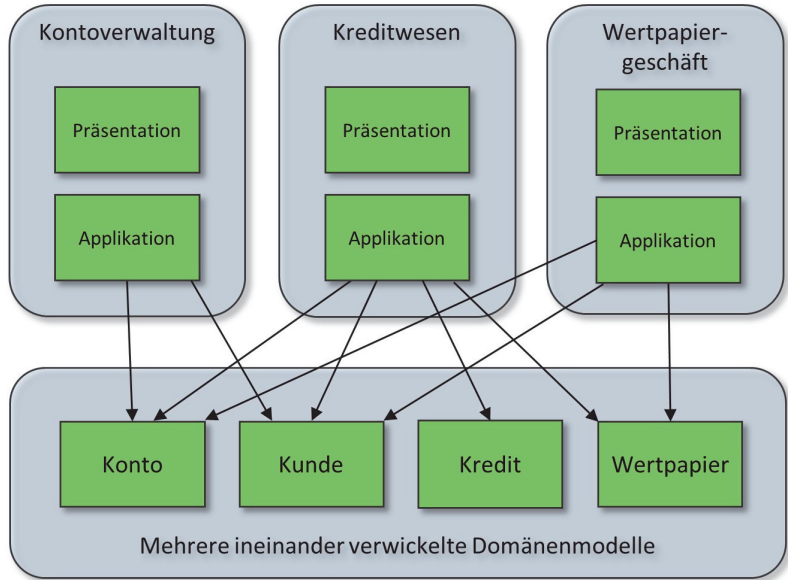 Kontoverwaltung
Kreditwesen
Wertpapier-
geschäft
Präsentation
Präsentation
Präsentation
Applikation
Applikation
Applikation
Konto
Kunde
Kredit
Wertpapier
Mehrere ineinander verwickelte Domänenmodelle